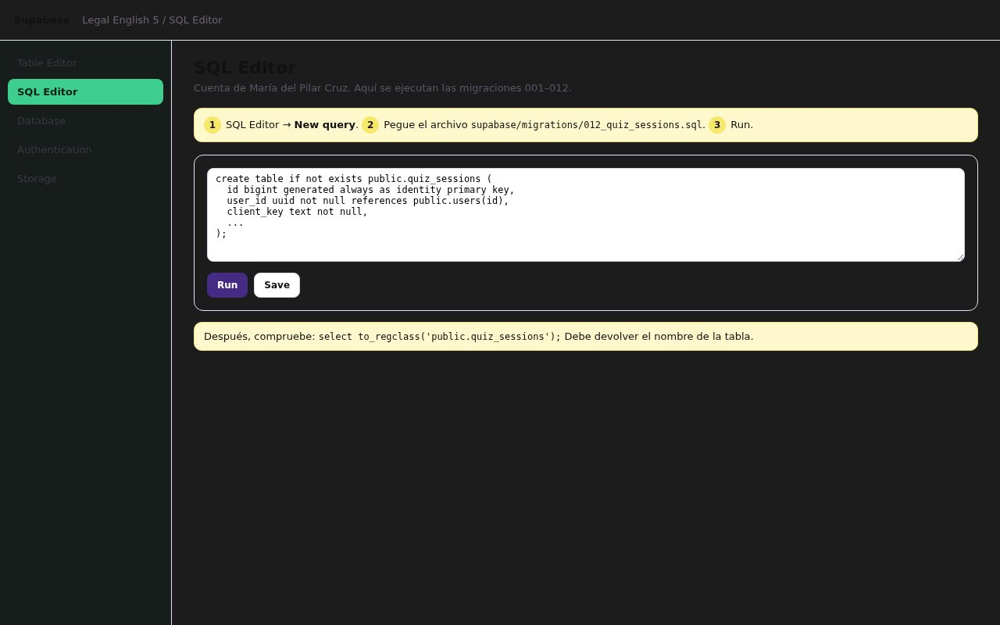 Supabase Legal English 5 / SQL Editor
Table Editor
SQL Editor
Database
Authentication
Storage
SQL Editor
Cuenta de María del Pilar Cruz. Aquí se ejecutan las migraciones 001–012.
1 SQL Editor → New query. 2 Pegue el archivo supabase/migrations/012_quiz_sessions.sql. 3 Run.
create table if not exists public.quiz_sessions (
  id bigint generated always as identity primary key,
  user_id uuid not null references public.users(id),
  client_key text not null,
  ...
);
Run Save
Después, compruebe: select to_regclass('public.quiz_sessions'); Debe devolver el nombre de la tabla.